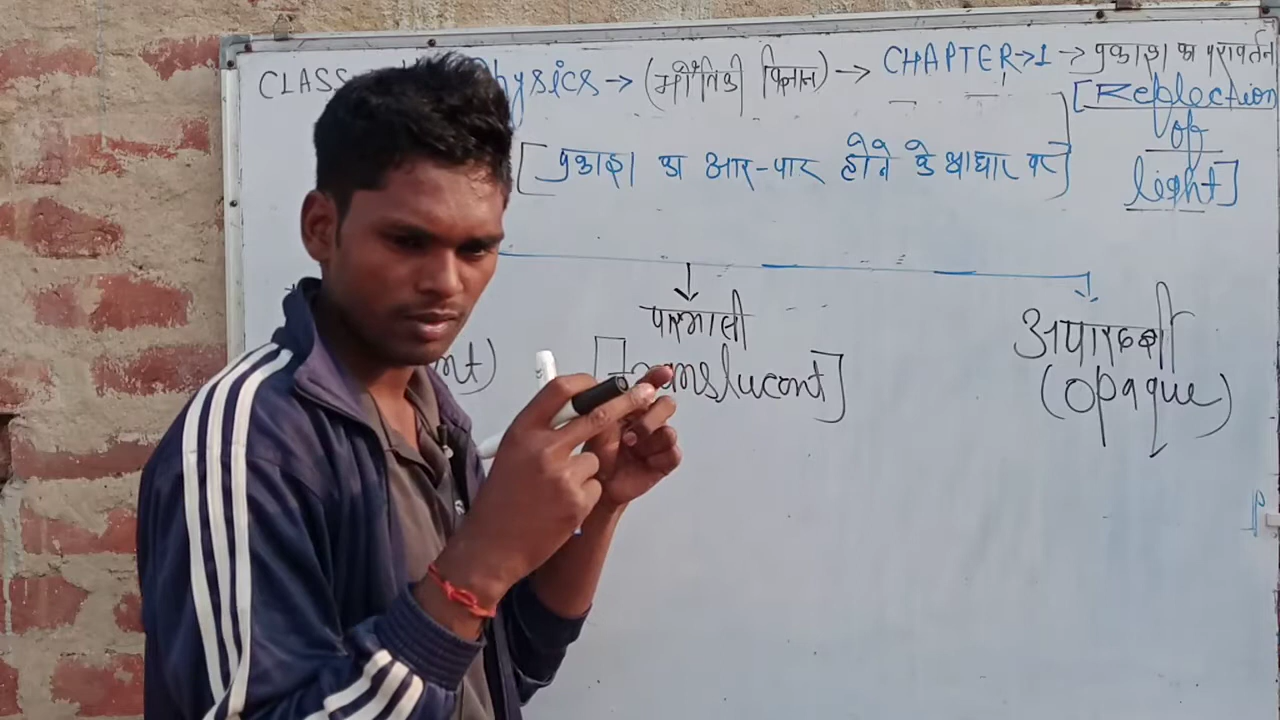 CLASS Physics → (भौतिकी विज्ञान) → CHAPTER→1 → प्रकाश का परावर्तन
[Reflection
of
light]
[प्रकाश का आर-पार होने के आधार पर]
पारभाषी
अपारदर्शी
nt) [translucent] (opaque)